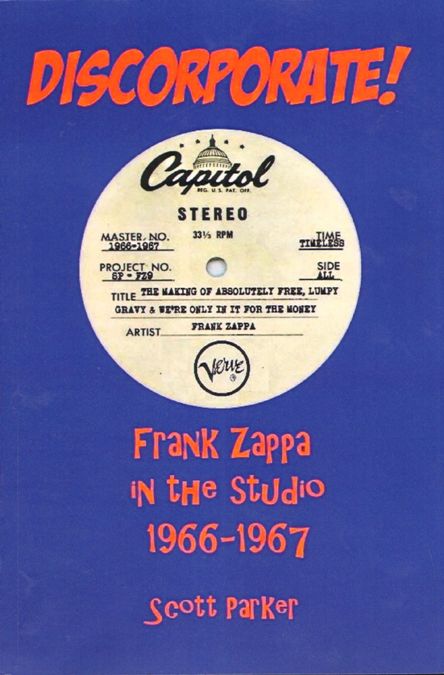 DISCORPORATE!
Capitol
REG. U.S. PAT. OFF.
STEREO
MASTER NO. 33⅓ RPM TIME
1966-1967 TIMELESS
PROJECT NO. SIDE
SP - FZ9 ALL
TITLE THE MAKING OF ABSOLUTELY FREE, LUMPY
GRAVY & WE'RE ONLY IN IT FOR THE MONEY
ARTIST FRANK ZAPPA
Verve
Frank Zappa
in the Studio
1966-1967
Scott Parker